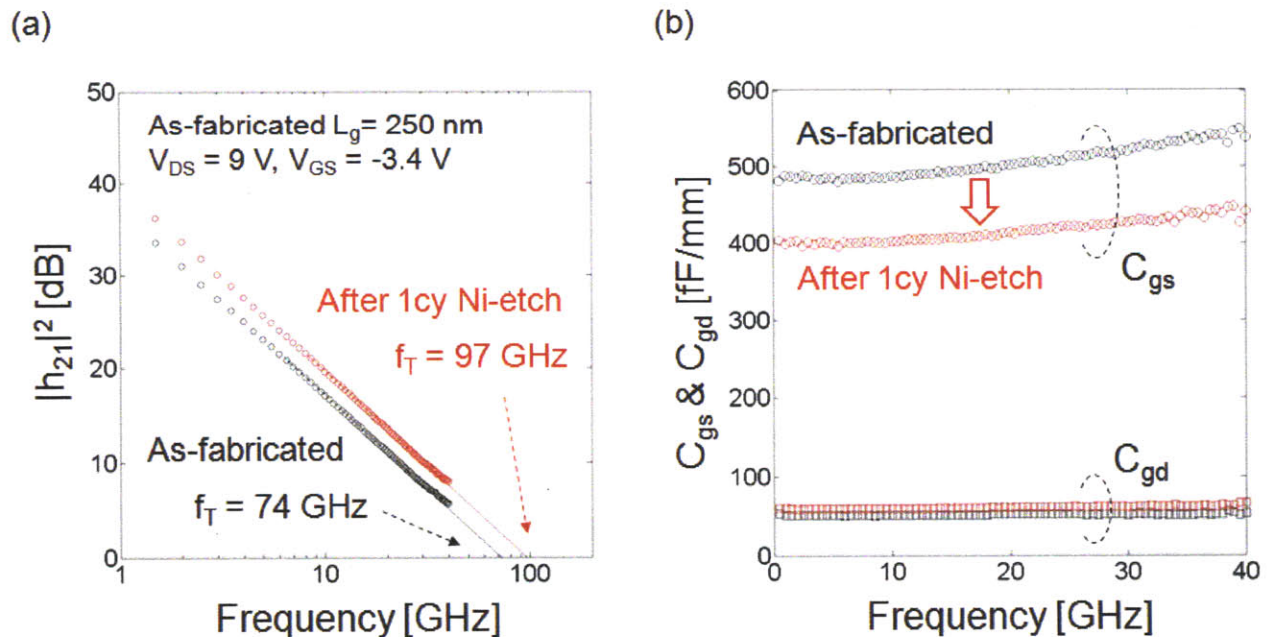 (a)
50
40
30
20
10
0
1
10
100
|h21|² [dB]
Frequency [GHz]
As-fabricated Lg= 250 nm
VDS = 9 V, VGS = -3.4 V
After 1cy Ni-etch
fT = 97 GHz
As-fabricated
fT = 74 GHz
(b)
600
500
400
300
200
100
0
0
10
20
30
40
Cgs & Cgd [fF/mm]
Frequency [GHz]
As-fabricated
After 1cy Ni-etch
Cgs
Cgd